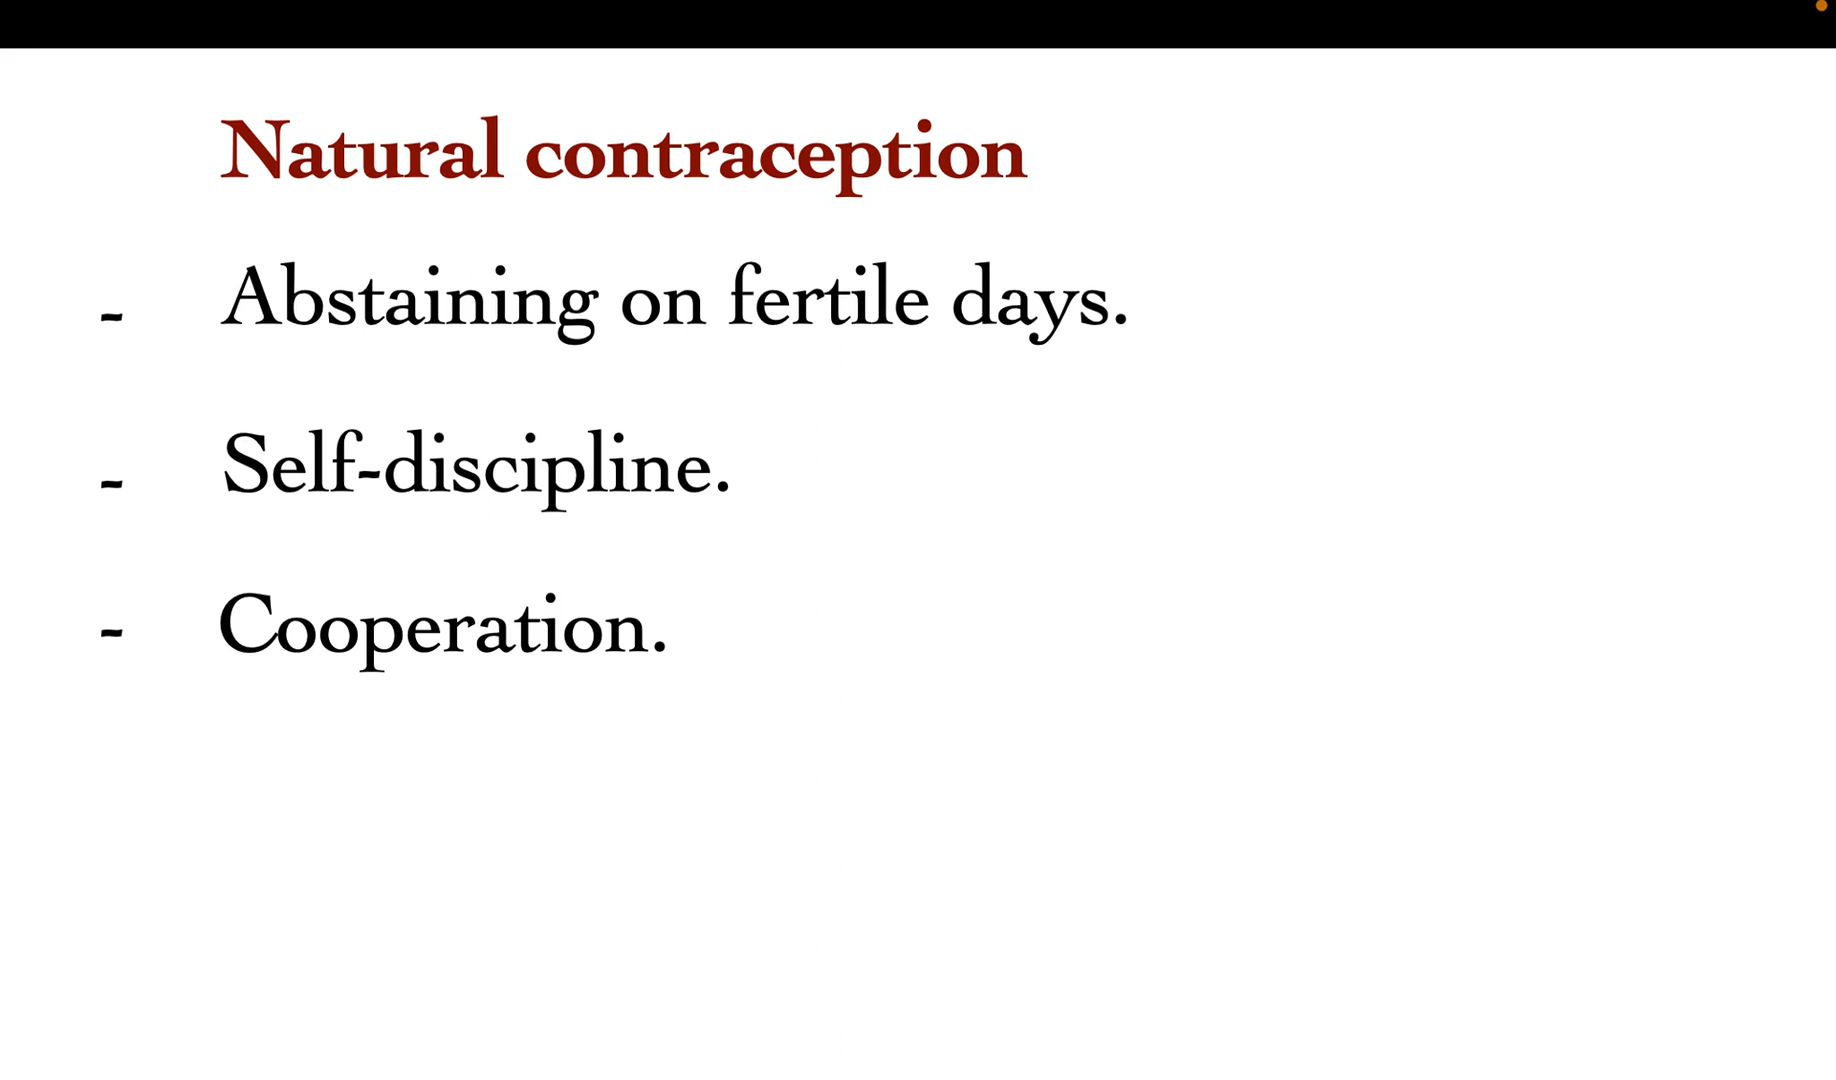 Natural contraception
- Abstaining on fertile days.
- Self-discipline.
- Cooperation.